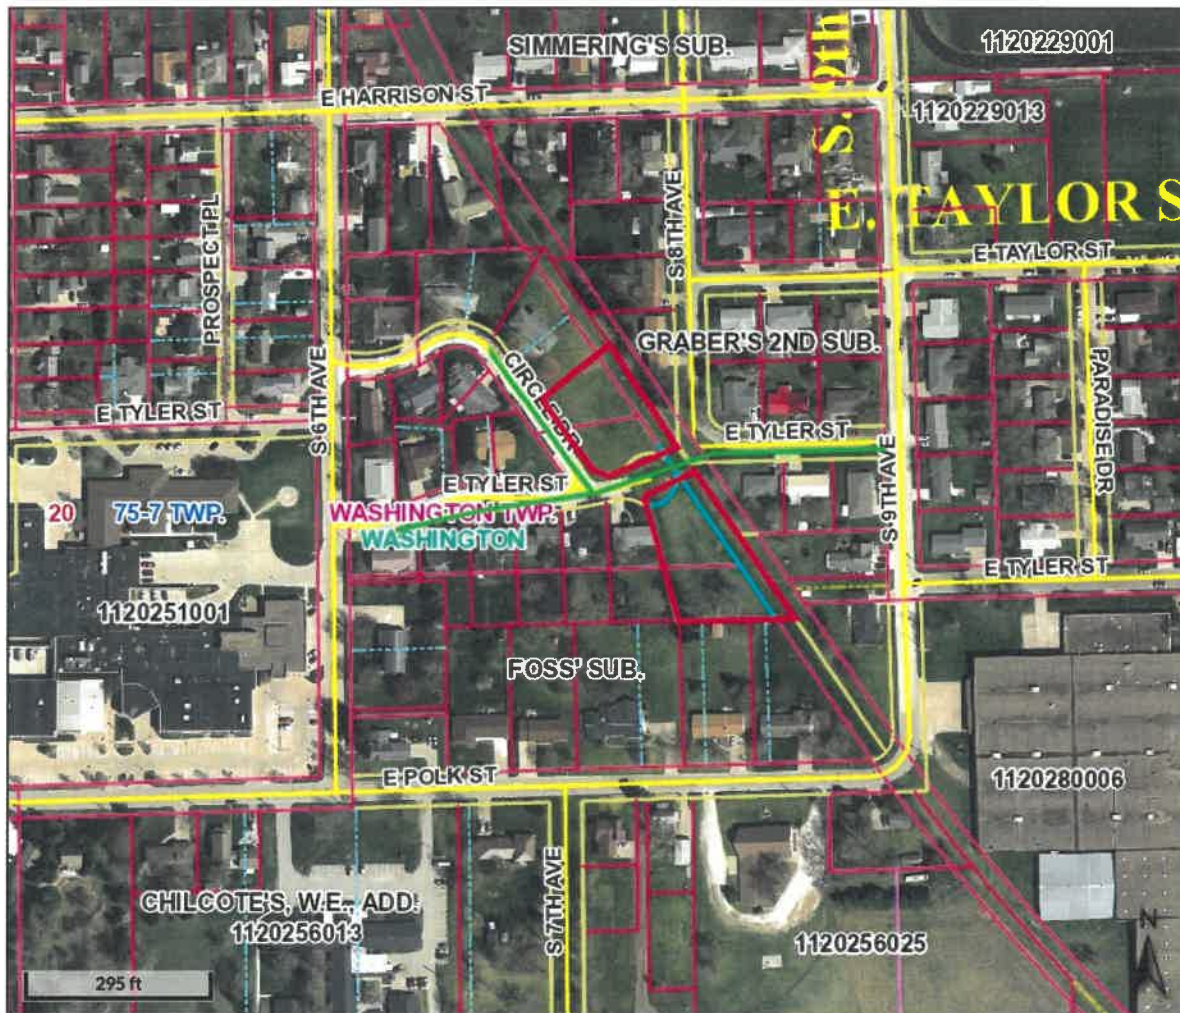 SIMMERING'S SUB.
1120229001
E HARRISON ST
1120229013
S. 9th
E. TAYLOR S
PROSPECT PL
S 8TH AVE
E TAYLOR ST
GRABER'S 2ND SUB.
S 6TH AVE
CIRCLE DR
PARADISE DR
E TYLER ST
E TYLER ST
S 9TH AVE
E TYLER ST
20
75-7 TWP.
WASHINGTON TWP.
WASHINGTON
E TYLER ST
1120251001
FOSS' SUB.
E POLK ST
1120280006
S 7TH AVE
CHILCOTE'S, W.E., ADD.
1120256013
1120256025
N
295 ft